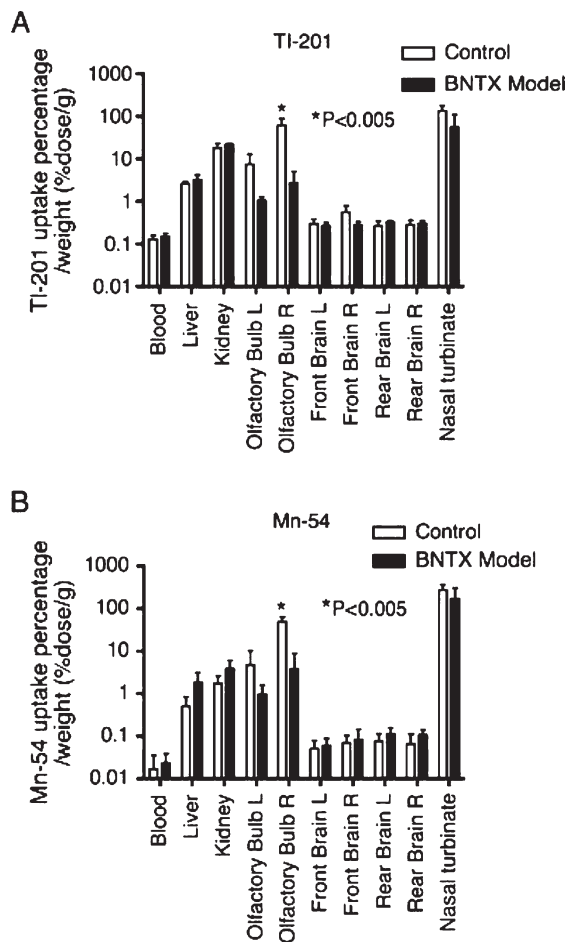 A
Tl-201
Control
BNTX Model
*P<0.005
*
Tl-201 uptake percentage
/weight (%dose/g)
1000
100
10
1
0.1
0.01
Blood
Liver
Kidney
Olfactory Bulb L
Olfactory Bulb R
Front Brain L
Front Brain R
Rear Brain L
Rear Brain R
Nasal turbinate
B
Mn-54
Control
BNTX Model
*P<0.005
*
Mn-54 uptake percentage
/weight (%dose/g)
1000
100
10
1
0.1
0.01
Blood
Liver
Kidney
Olfactory Bulb L
Olfactory Bulb R
Front Brain L
Front Brain R
Rear Brain L
Rear Brain R
Nasal turbinate